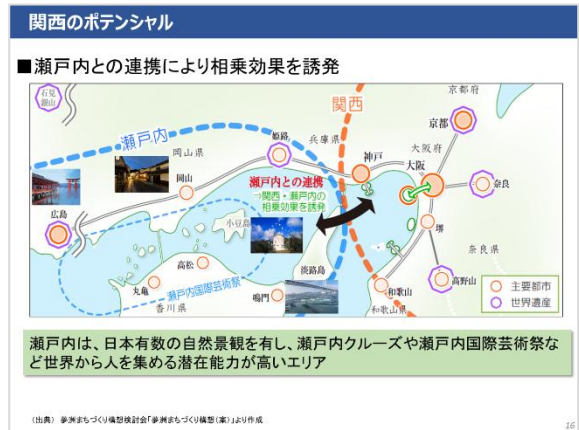 関西のポテンシャル
■瀬戸内との連携により相乗効果を誘発
石見
銀山
京都府
関西
京都
瀬戸内
姫路
兵庫県
大阪府
岡山県
神戸
大阪
岡山
瀬戸内との連携
⇒関西・瀬戸内の
相乗効果を誘発
奈良
広島
小豆島
堺
奈良県
高松
淡路島
丸亀
瀬戸内国際芸術祭
高野山
香川県
鳴門
和歌山
和歌山県
主要都市
世界遺産
瀬戸内は、日本有数の自然景観を有し、瀬戸内クルーズや瀬戸内国際芸術祭な
ど世界から人を集める潜在能力が高いエリア
(出典) 夢洲まちづくり構想検討会「夢洲まちづくり構想(案)」より作成
16